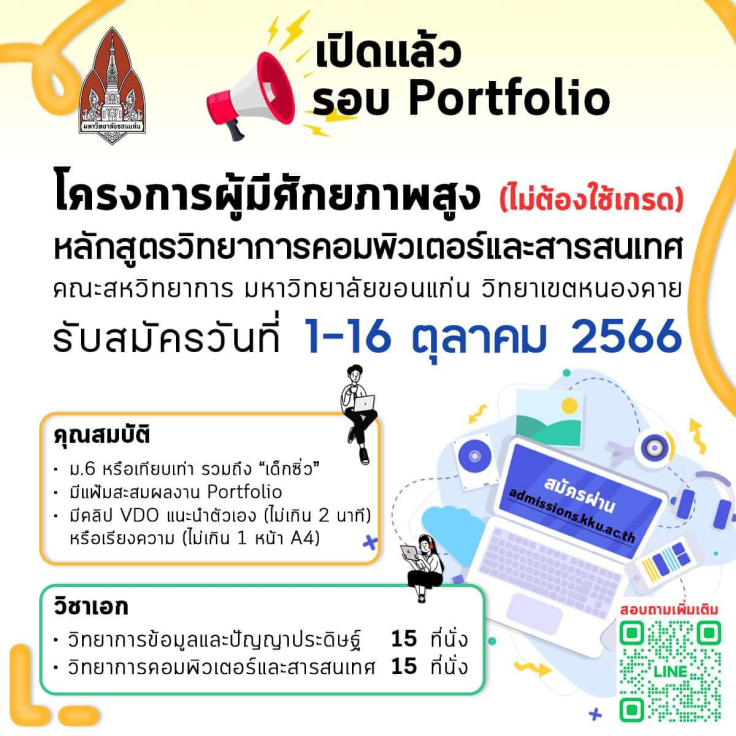 มหาวิทยาลัยขอนแก่น
เปิดแล้ว
รอบ Portfolio
โครงการผู้มีศักยภาพสูง (ไม่ต้องใช้เกรด)
หลักสูตรวิทยาการคอมพิวเตอร์และสารสนเทศ
คณะสหวิทยาการ มหาวิทยาลัยขอนแก่น วิทยาเขตหนองคาย
รับสมัครวันที่ 1-16 ตุลาคม 2566
คุณสมบัติ
· ม.6 หรือเทียบเท่า รวมถึง “เด็กซิ่ว”
· มีแฟ้มสะสมผลงาน Portfolio
· มีคลิป VDO แนะนำตัวเอง (ไม่เกิน 2 นาที)
หรือเรียงความ (ไม่เกิน 1 หน้า A4)
สมัครผ่าน
admissions.kku.ac.th
วิชาเอก
· วิทยาการข้อมูลและปัญญาประดิษฐ์ 15 ที่นั่ง
· วิทยาการคอมพิวเตอร์และสารสนเทศ 15 ที่นั่ง
สอบถามเพิ่มเติม
LINE